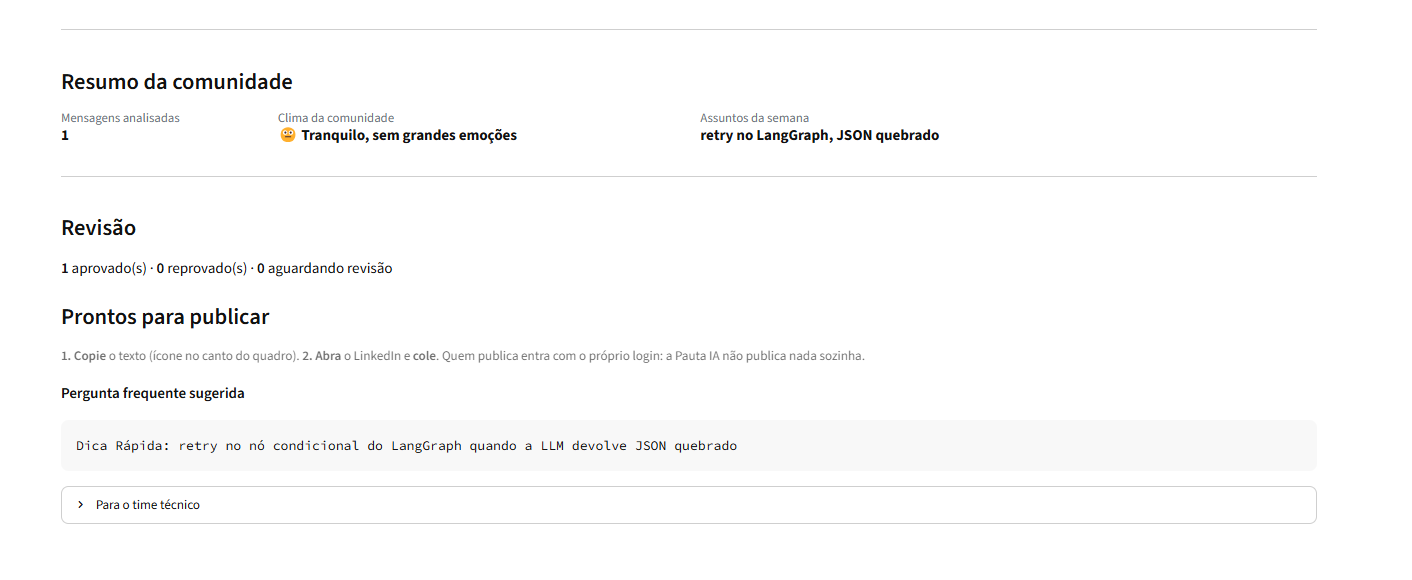 Resumo da comunidade
Mensagens analisadas
1
Clima da comunidade
😐 Tranquilo, sem grandes emoções
Assuntos da semana
retry no LangGraph, JSON quebrado
Revisão
1 aprovado(s) · 0 reprovado(s) · 0 aguardando revisão
Prontos para publicar
1. Copie o texto (ícone no canto do quadro). 2. Abra o LinkedIn e cole. Quem publica entra com o próprio login: a Pauta IA não publica nada sozinha.
Pergunta frequente sugerida
Dica Rápida: retry no nó condicional do LangGraph quando a LLM devolve JSON quebrado
Para o time técnico